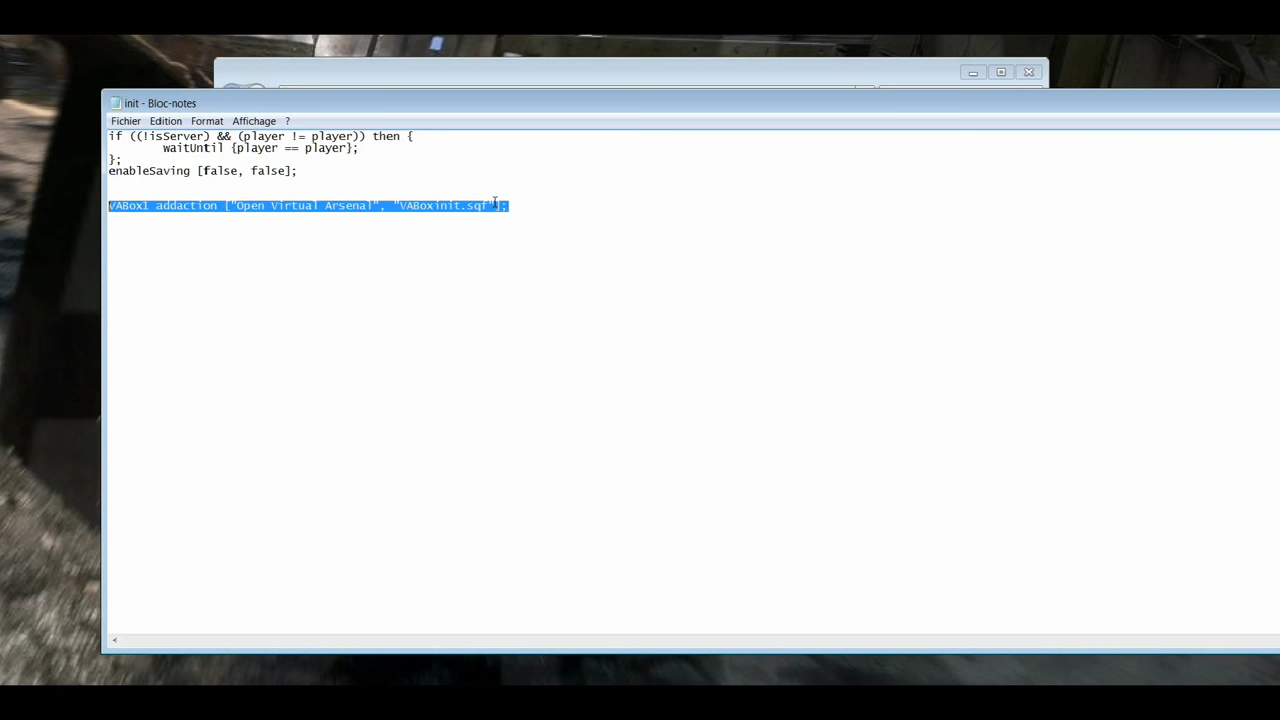 init - Bloc-notes
Fichier Edition Format Affichage ?
if ((!isServer) && (player != player)) then {
waitUntil {player == player};
};
enableSaving [false, false];
VABox1 addaction ["Open Virtual Arsenal", "VABoxinit.sqf"];